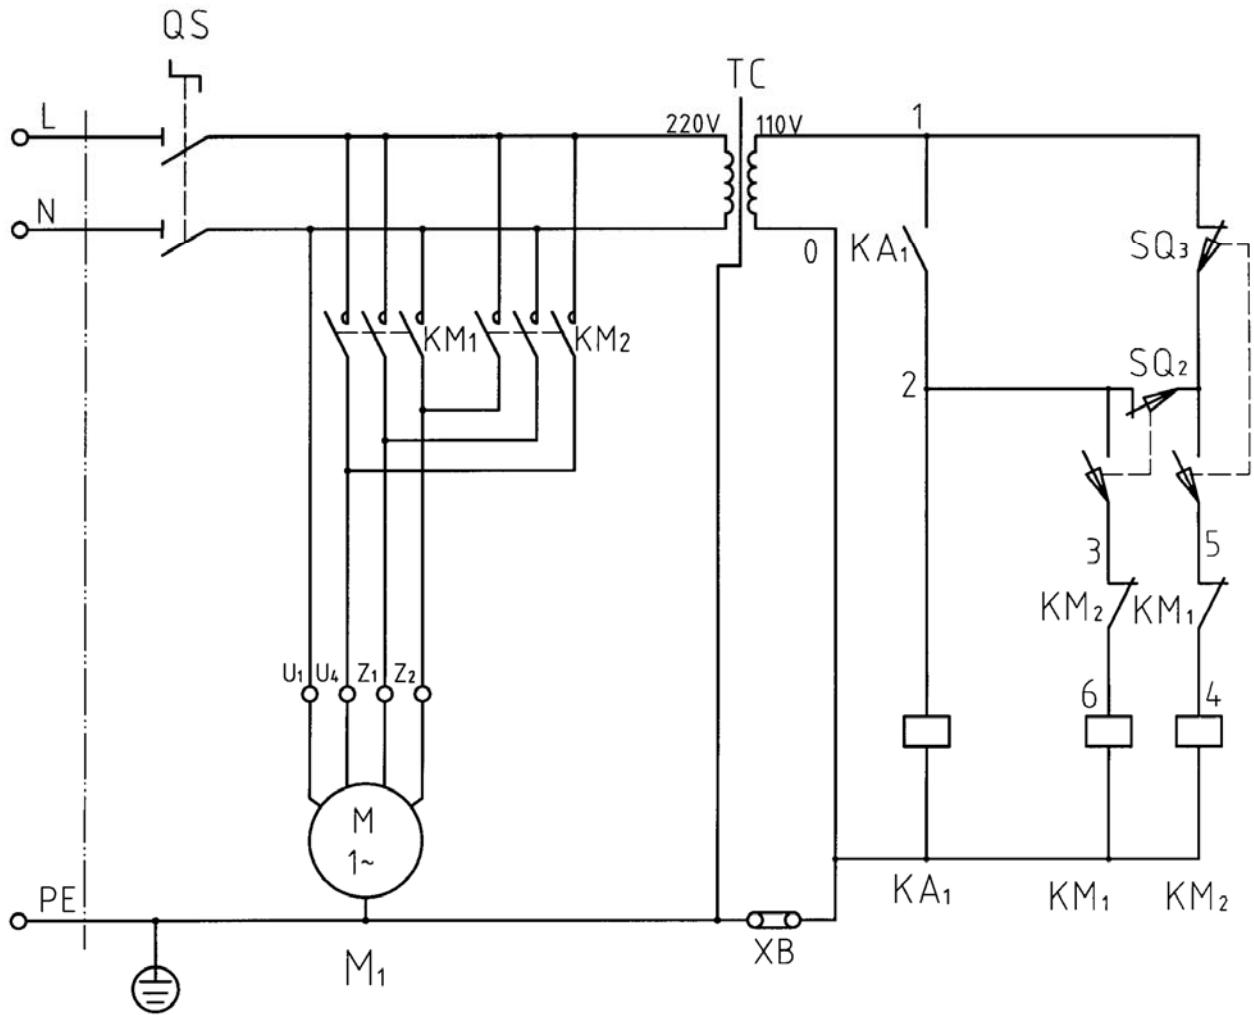 QS
TC
L
220V 110V 1
N
0 KA₁ SQ₃
KM₁ KM₂
SQ₂
2
3 5
KM₂ KM₁
U₁ U₄ Z₁ Z₂
6 4
M
1~
PE
KA₁ KM₁ KM₂
XB
M₁